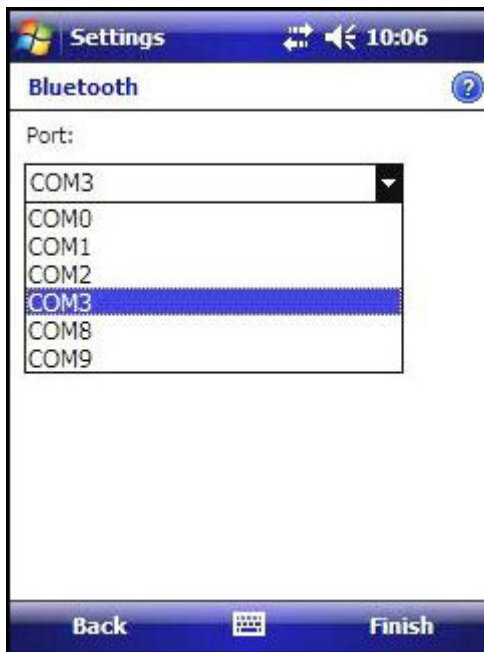 Settings 10:06
Bluetooth ?
Port:
COM3
COM0
COM1
COM2
COM3
COM8
COM9
Back Finish